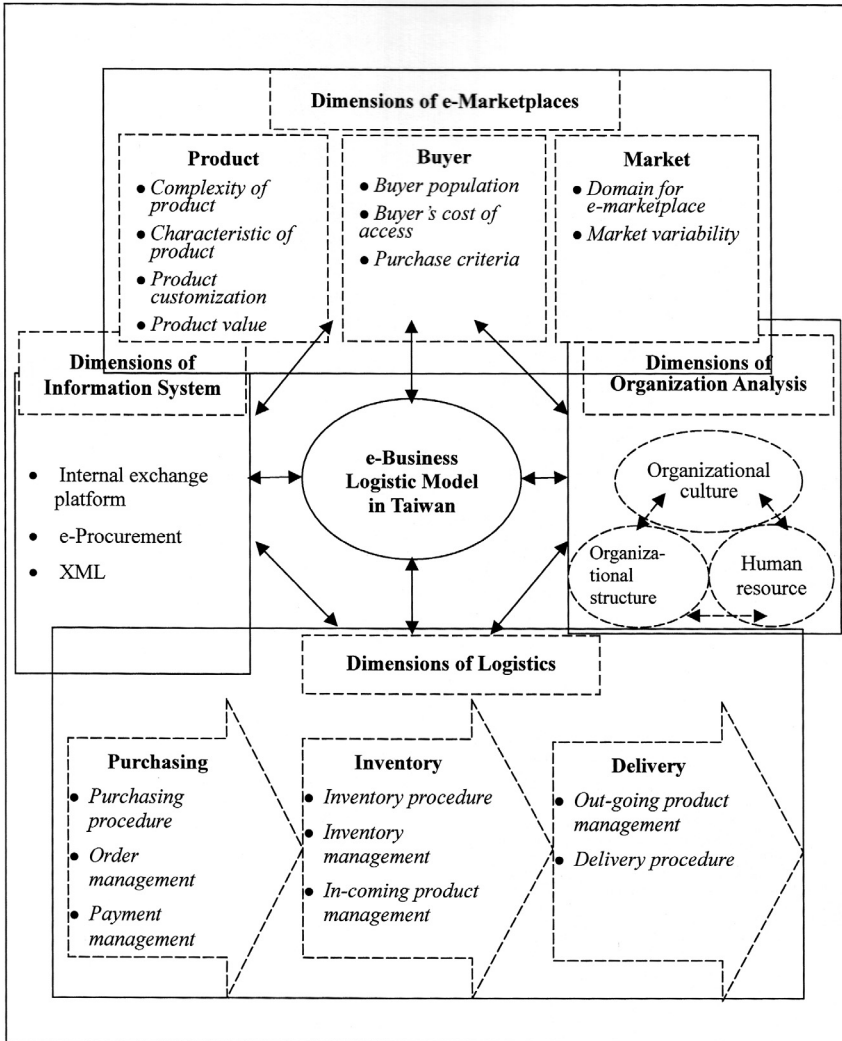 Dimensions of e-Marketplaces
Product
● Complexity of
product
● Characteristic of
product
● Product
customization
● Product value
Buyer
● Buyer population
● Buyer's cost of
access
● Purchase criteria
Market
● Domain for
e-marketplace
● Market variability
Dimensions of
Information System
● Internal exchange
platform
● e-Procurement
● XML
e-Business
Logistic Model
in Taiwan
Dimensions of
Organization Analysis
Organizational
culture
Organiza-
tional
structure
Human
resource
Dimensions of Logistics
Purchasing
● Purchasing
procedure
● Order
management
● Payment
management
Inventory
● Inventory procedure
● Inventory
management
● In-coming product
management
Delivery
● Out-going product
management
● Delivery procedure